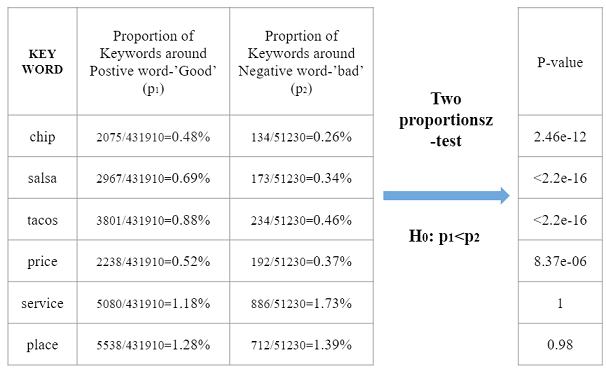 KEY
WORD
Proportion of
Keywords around
Postive word-’Good’
(p1)
Proprtion of
Keywords around
Negative word-’bad’
(p2)
Two
proportionsz
-test
P-value
chip 2075/431910=0.48% 134/51230=0.26% 2.46e-12
salsa 2967/431910=0.69% 173/51230=0.34% <2.2e-16
tacos 3801/431910=0.88% 234/51230=0.46% <2.2e-16
H0: p1<p2
price 2238/431910=0.52% 192/51230=0.37% 8.37e-06
service 5080/431910=1.18% 886/51230=1.73% 1
place 5538/431910=1.28% 712/51230=1.39% 0.98